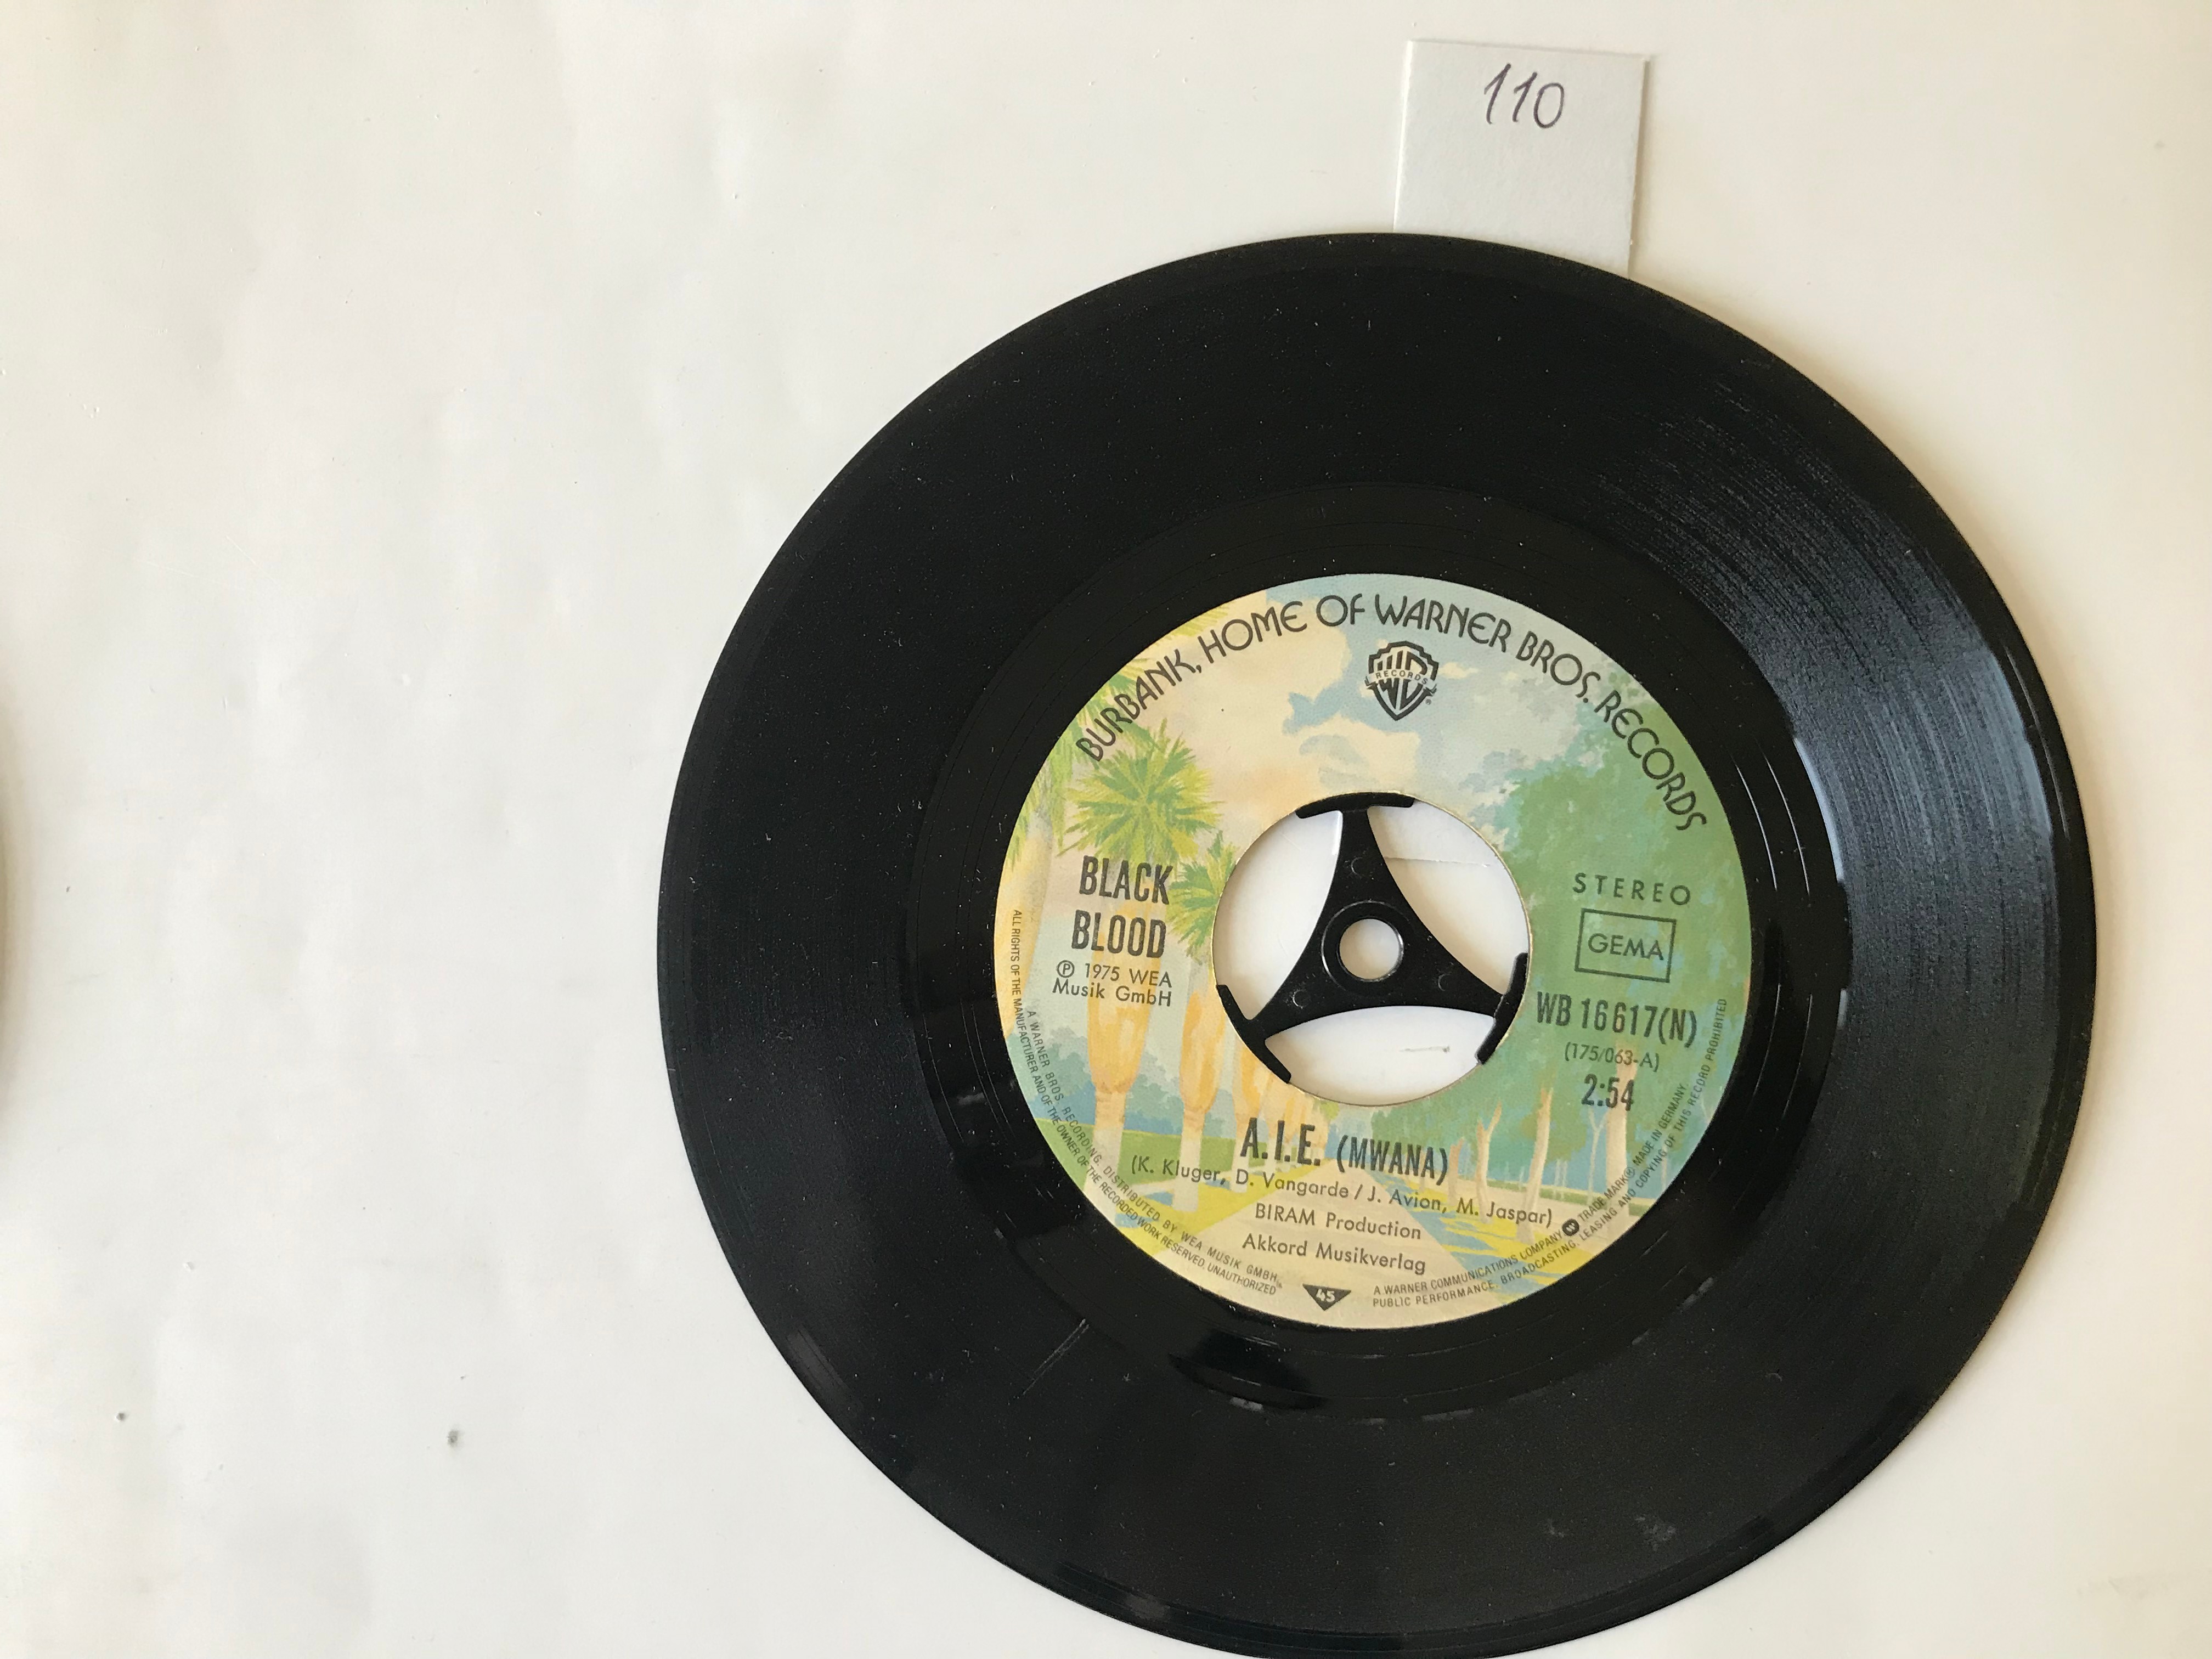 110
BURBANK, HOME OF WARNER BROS. RECORDS
WB
RECORDS
BLACK
BLOOD
℗ 1975 WEA
Musik GmbH
STEREO
GEMA
WB 16 617(N)
(175/063-A)
2:54
A.I.E. (MWANA)
(K. Kluger, D. Vangarde / J. Avion, M. Jaspar)
BIRAM Production
Akkord Musikverlag
45
A WARNER BROS. RECORDING DISTRIBUTED BY WEA MUSIK GMBH, A WARNER COMMUNICATIONS COMPANY W TRADE MARK® MADE IN GERMANY.
ALL RIGHTS OF THE MANUFACTURER AND OF THE OWNER OF THE RECORDED WORK RESERVED. UNAUTHORIZED PUBLIC PERFORMANCE, BROADCASTING, LEASING AND COPYING OF THIS RECORD PROHIBITED